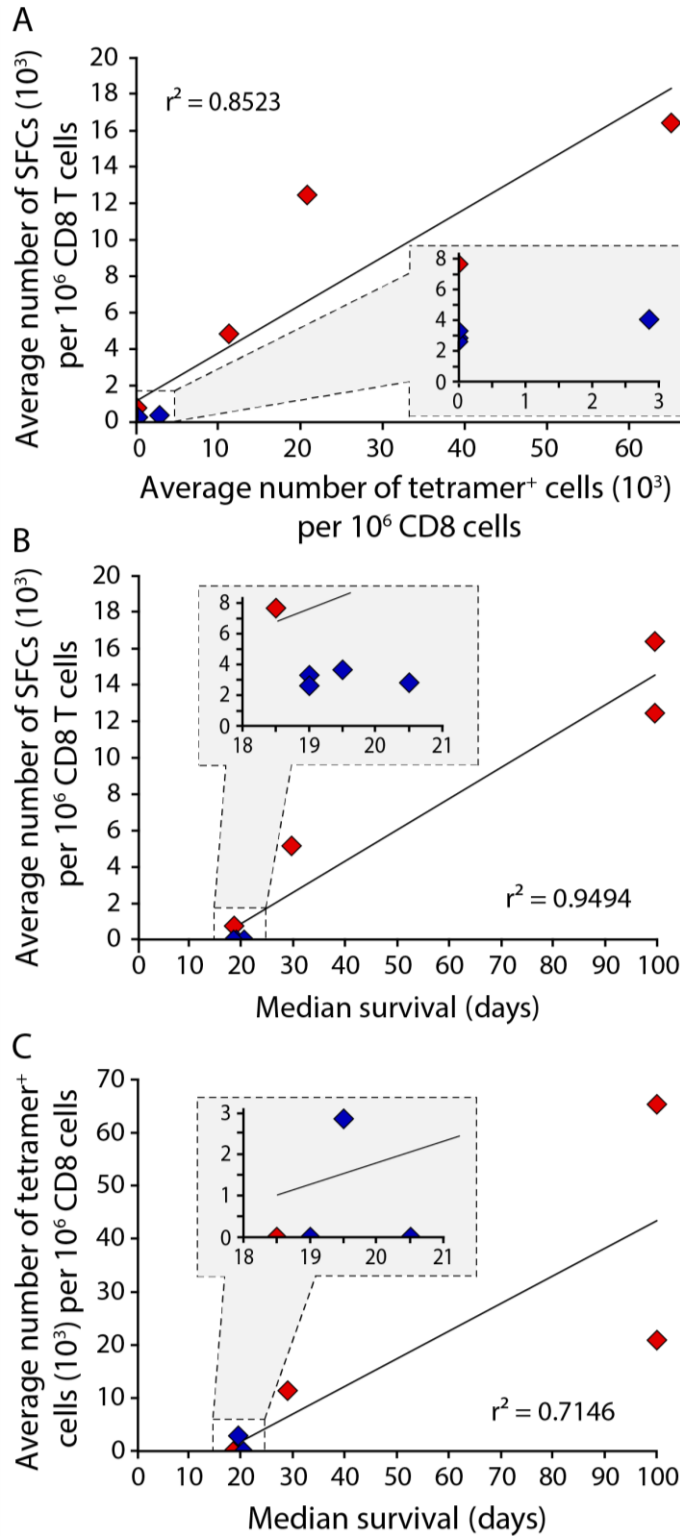 A
Average number of SFCs (10³)
per 10⁶ CD8 T cells
20
18
16
14
12
10
8
6
4
2
0
r² = 0.8523
8
6
4
2
0
0 1 2 3
0 10 20 30 40 50 60
Average number of tetramer⁺ cells (10³)
per 10⁶ CD8 cells
B
Average number of SFCs (10³)
per 10⁶ CD8 T cells
20
18
16
14
12
10
8
6
4
2
0
8
6
4
2
0
18 19 20 21
r² = 0.9494
0 10 20 30 40 50 60 70 80 90 100
Median survival (days)
C
Average number of tetramer⁺
cells (10³) per 10⁶ CD8 cells
70
60
50
40
30
20
10
0
3
2
1
0
18 19 20 21
r² = 0.7146
0 10 20 30 40 50 60 70 80 90 100
Median survival (days)